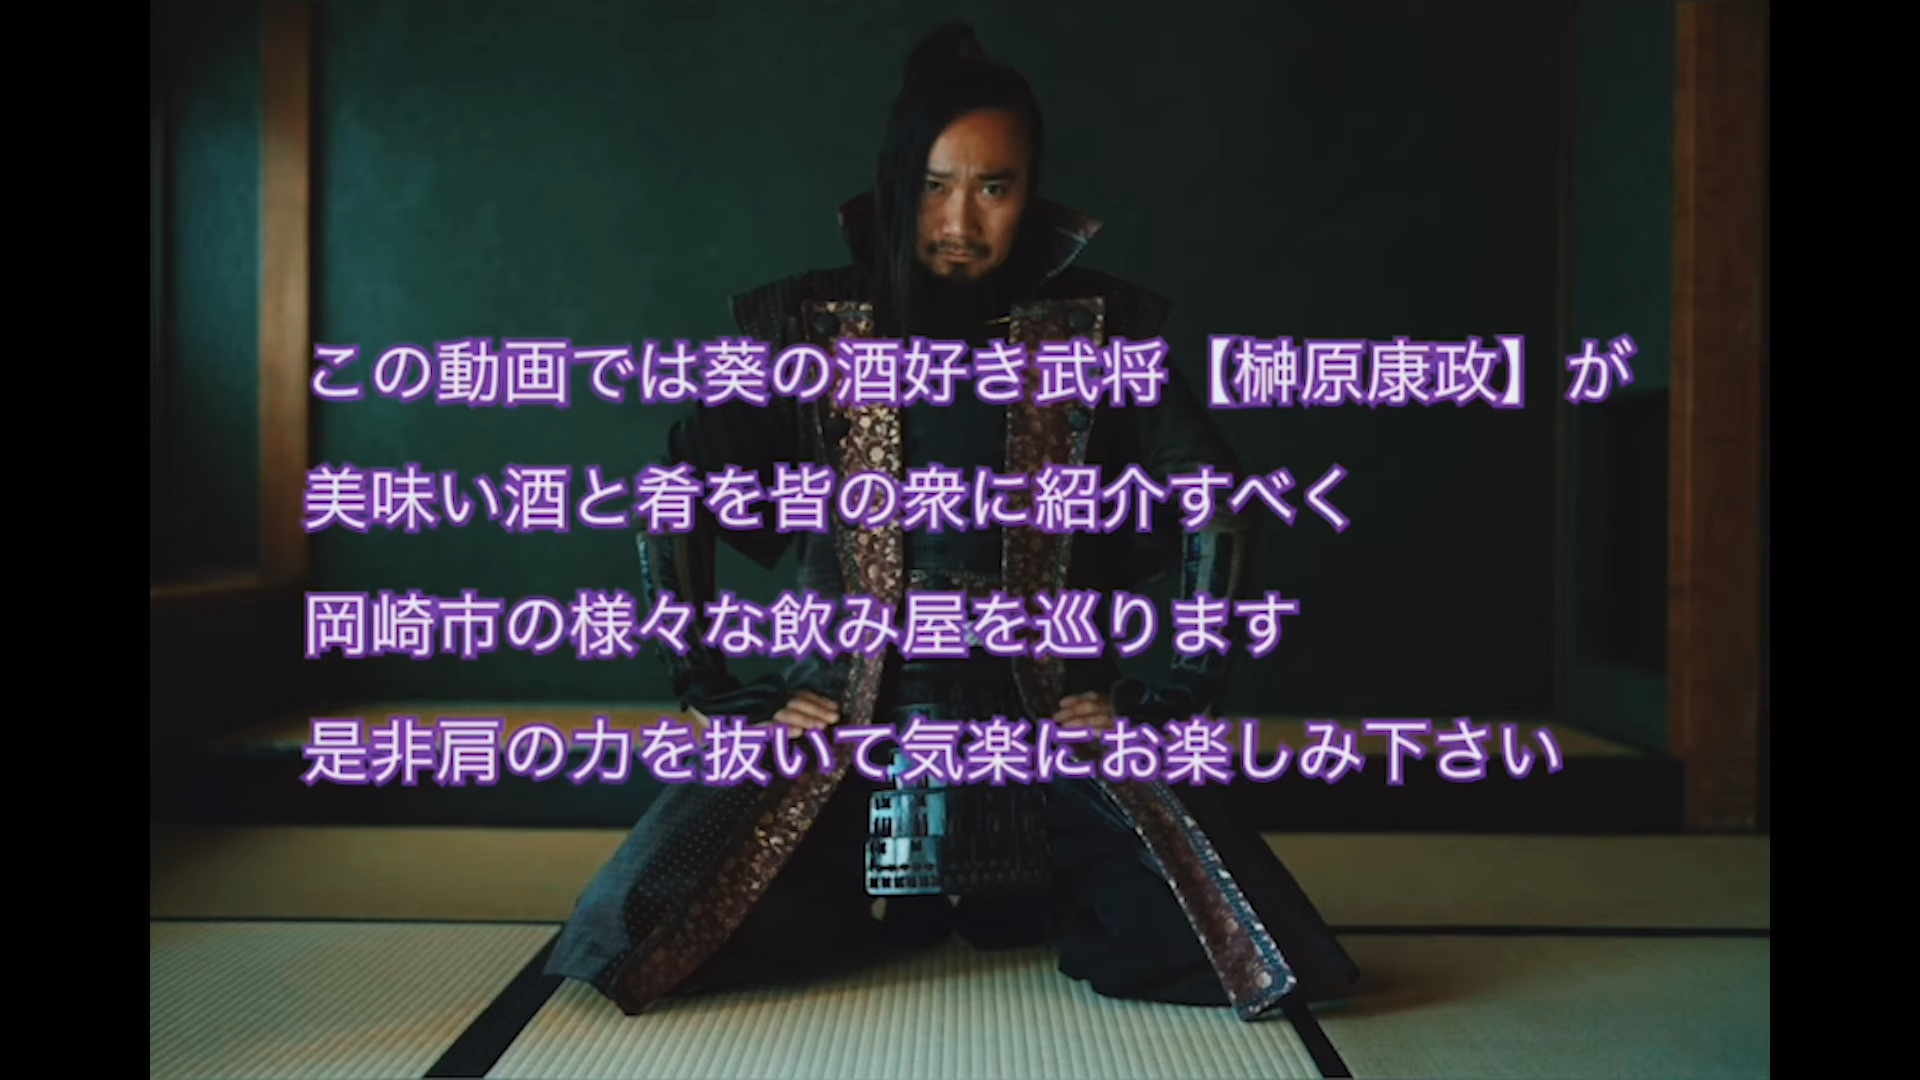 この動画では葵の酒好き武将【榊原康政】が
美味い酒と肴を皆の衆に紹介すべく
岡崎市の様々な飲み屋を巡ります
是非肩の力を抜いて気楽にお楽しみ下さい